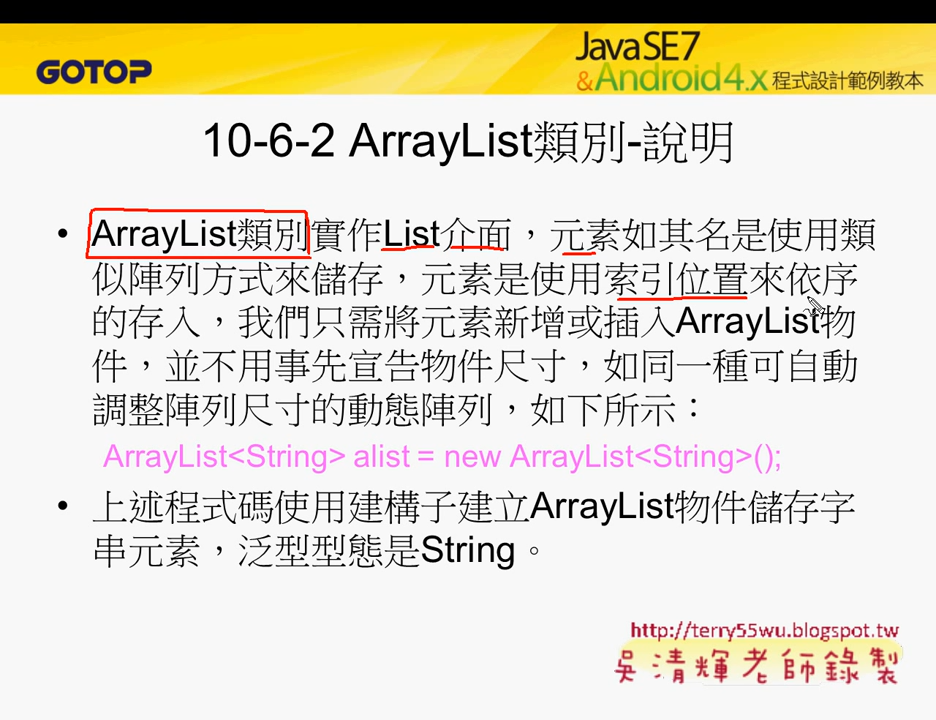 GOTOP
JavaSE7
&Android4.x 程式設計範例教本
10-6-2 ArrayList類別-說明
• ArrayList類別實作List介面，元素如其名是使用類
似陣列方式來儲存，元素是使用索引位置來依序
的存入，我們只需將元素新增或插入ArrayList物
件，並不用事先宣告物件尺寸，如同一種可自動
調整陣列尺寸的動態陣列，如下所示：
ArrayList<String> alist = new ArrayList<String>();
• 上述程式碼使用建構子建立ArrayList物件儲存字
串元素，泛型型態是String。
http://terry55wu.blogspot.tw
吳清輝老師錄製